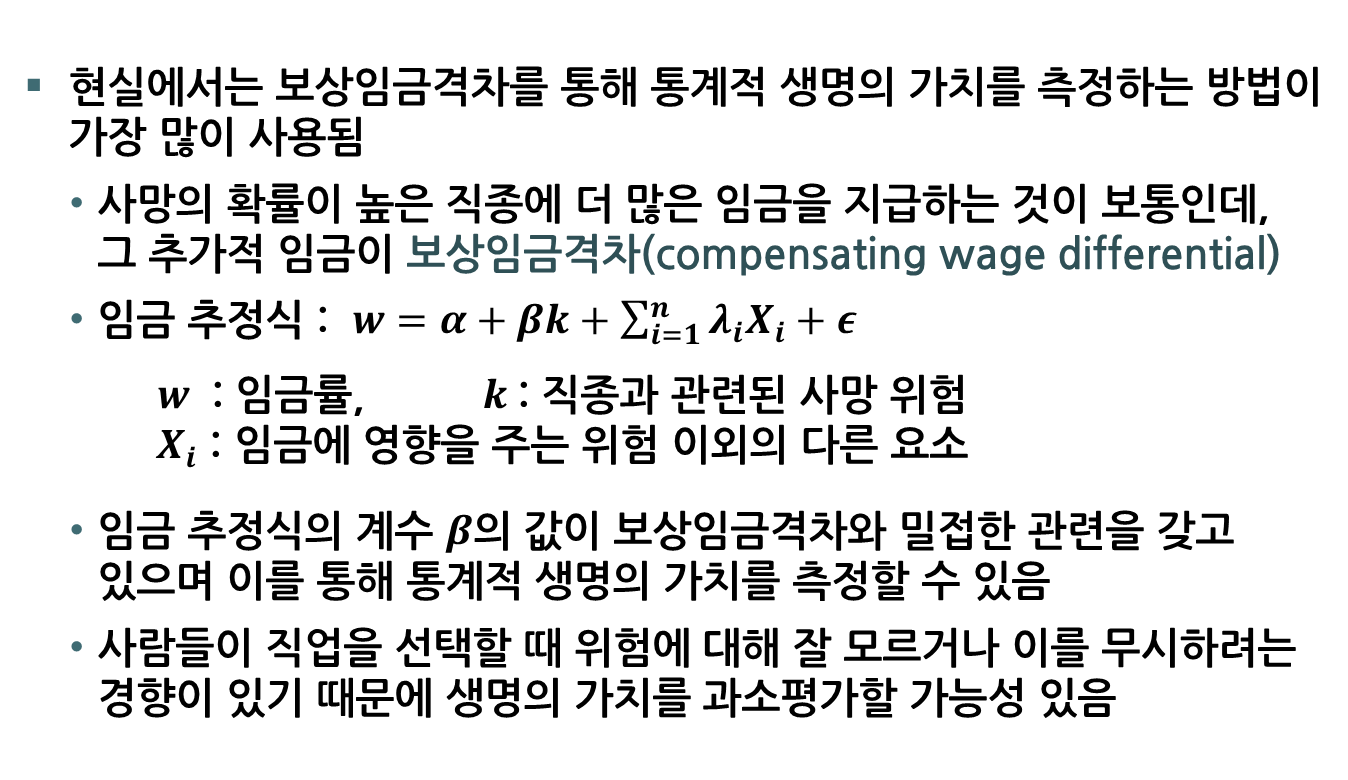 ▪ 현실에서는 보상임금격차를 통해 통계적 생명의 가치를 측정하는 방법이
가장 많이 사용됨
• 사망의 확률이 높은 직종에 더 많은 임금을 지급하는 것이 보통인데,
그 추가적 임금이 보상임금격차(compensating wage differential)
• 임금 추정식 : w = α + βk + ∑ⁿᵢ₌₁ λᵢXᵢ + ϵ
w : 임금률, k : 직종과 관련된 사망 위험
Xᵢ : 임금에 영향을 주는 위험 이외의 다른 요소
• 임금 추정식의 계수 β의 값이 보상임금격차와 밀접한 관련을 갖고
있으며 이를 통해 통계적 생명의 가치를 측정할 수 있음
• 사람들이 직업을 선택할 때 위험에 대해 잘 모르거나 이를 무시하려는
경향이 있기 때문에 생명의 가치를 과소평가할 가능성 있음